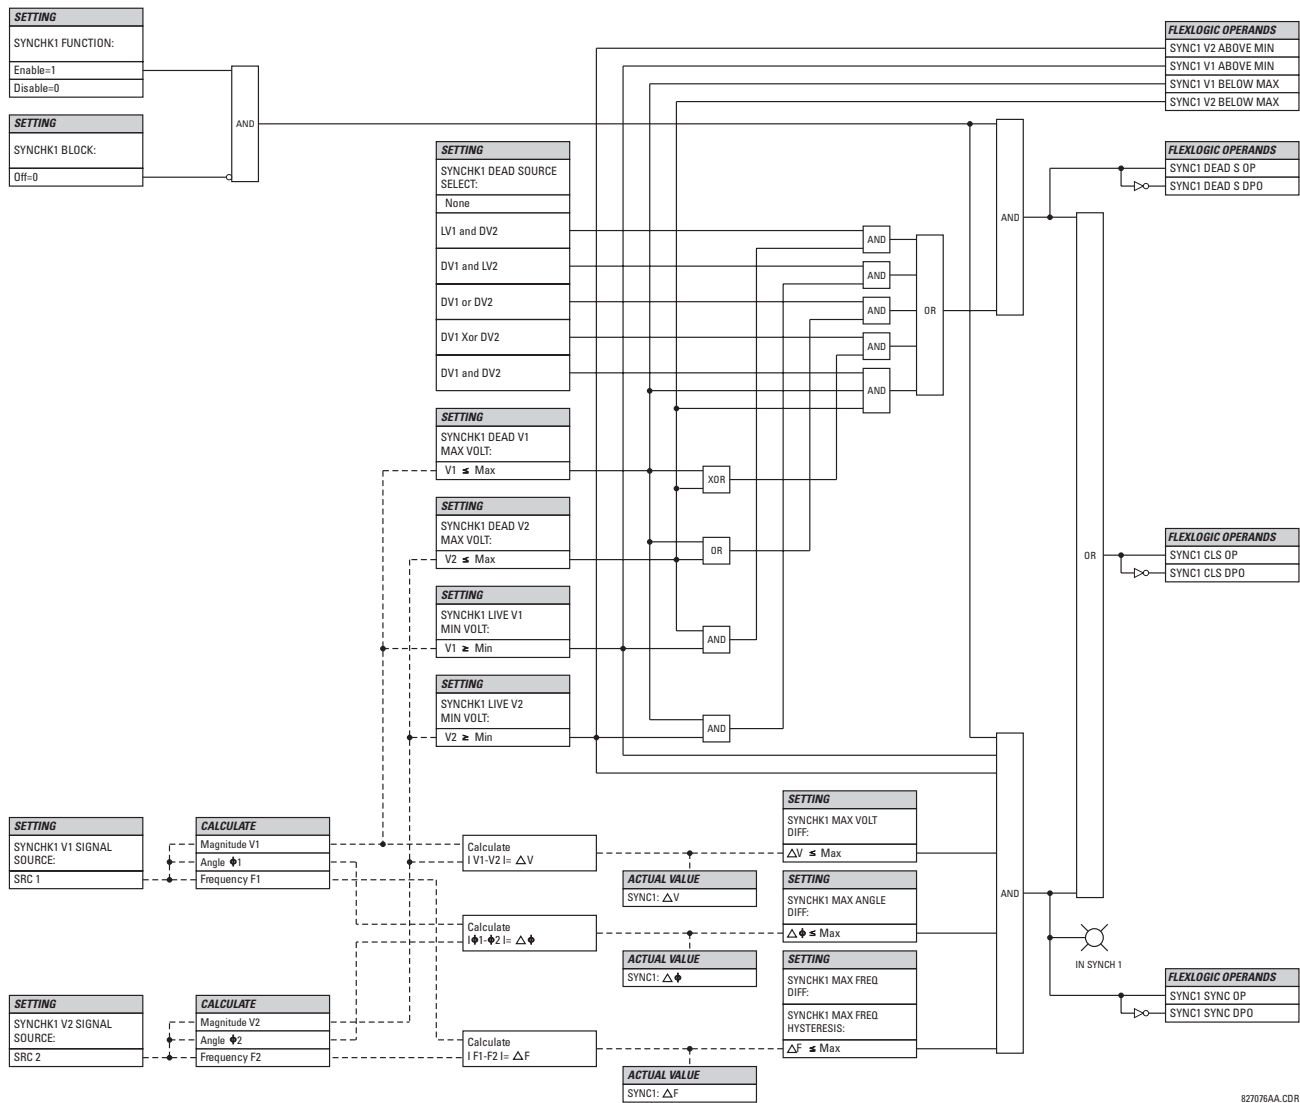 SETTING
SYNCHK1 FUNCTION:
Enable=1
Disable=0
SETTING
SYNCHK1 BLOCK:
Off=0
AND
SETTING
SYNCHK1 DEAD SOURCE
SELECT:
None
LV1 and DV2
DV1 and LV2
DV1 or DV2
DV1 Xor DV2
DV1 and DV2
AND
AND
AND
AND
AND
OR
AND
FLEXLOGIC OPERANDS
SYNC1 V2 ABOVE MIN
SYNC1 V1 ABOVE MIN
SYNC1 V1 BELOW MAX
SYNC1 V2 BELOW MAX
FLEXLOGIC OPERANDS
SYNC1 DEAD S OP
SYNC1 DEAD S DPO
SETTING
SYNCHK1 DEAD V1
MAX VOLT:
V1 ≤ Max
XOR
SETTING
SYNCHK1 DEAD V2
MAX VOLT:
V2 ≤ Max
OR
SETTING
SYNCHK1 LIVE V1
MIN VOLT:
V1 ≥ Min
AND
SETTING
SYNCHK1 LIVE V2
MIN VOLT:
V2 ≥ Min
AND
OR
FLEXLOGIC OPERANDS
SYNC1 CLS OP
SYNC1 CLS DPO
SETTING
SYNCHK1 V1 SIGNAL
SOURCE:
SRC 1
CALCULATE
Magnitude V1
Angle ϕ1
Frequency F1
Calculate
I V1-V2 I= △V
ACTUAL VALUE
SYNC1: △V
SETTING
SYNCHK1 MAX VOLT
DIFF:
△V ≤ Max
Calculate
I ϕ1-ϕ2 I= △ϕ
ACTUAL VALUE
SYNC1: △ϕ
SETTING
SYNCHK1 MAX ANGLE
DIFF:
△ϕ ≤ Max
AND
IN SYNCH 1
SETTING
SYNCHK1 V2 SIGNAL
SOURCE:
SRC 2
CALCULATE
Magnitude V2
Angle ϕ2
Frequency F2
Calculate
I F1-F2 I= △F
ACTUAL VALUE
SYNC1: △F
SETTING
SYNCHK1 MAX FREQ
DIFF:
SYNCHK1 MAX FREQ
HYSTERESIS:
△F ≤ Max
FLEXLOGIC OPERANDS
SYNC1 SYNC OP
SYNC1 SYNC DPO
827076AA.CDR